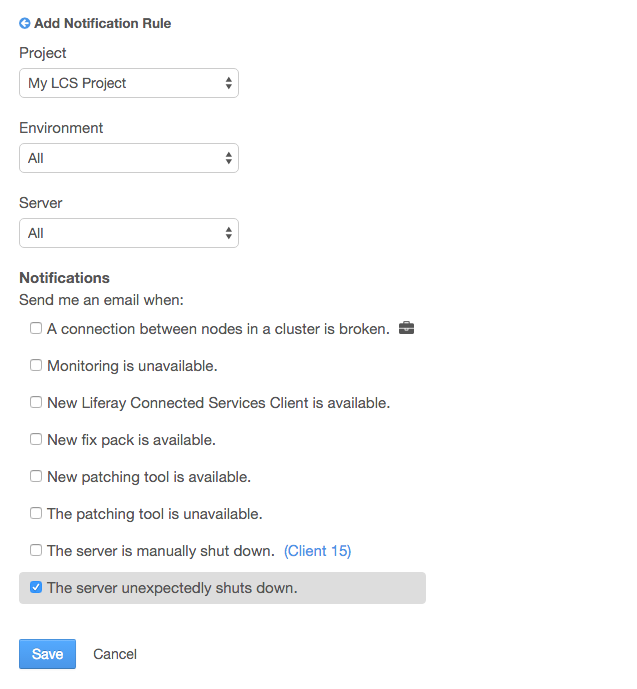 Add Notification Rule
Project
My LCS Project
Environment
All
Server
All
Notifications
Send me an email when:
A connection between nodes in a cluster is broken.
Monitoring is unavailable.
New Liferay Connected Services Client is available.
New fix pack is available.
New patching tool is available.
The patching tool is unavailable.
The server is manually shut down. (Client 15)
The server unexpectedly shuts down.
Save Cancel